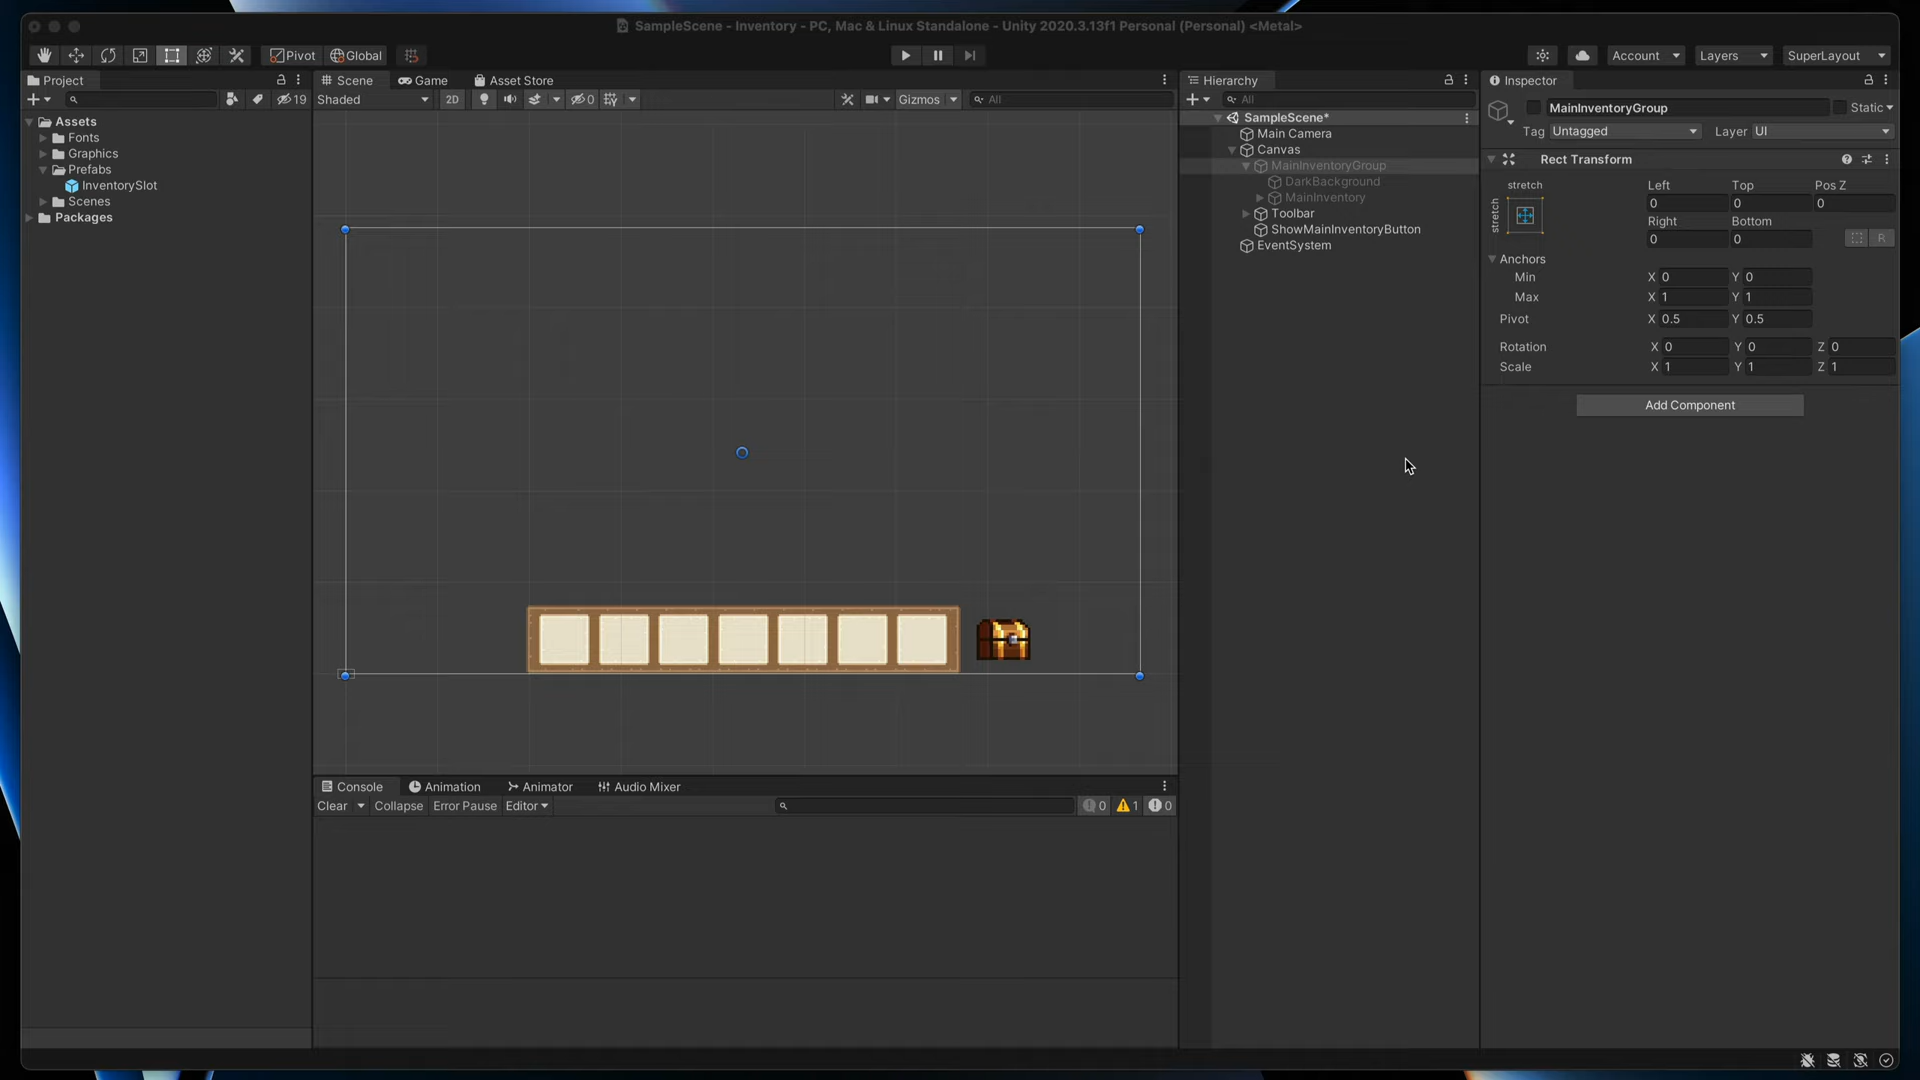 SampleScene - Inventory - PC, Mac & Linux Standalone - Unity 2020.3.13f1 Personal (Personal) <Metal>
Pivot Global Account Layers SuperLayout
Project
19
Assets
Fonts
Graphics
Prefabs
InventorySlot
Scenes
Packages
Scene Game Asset Store
Shaded 2D 0 Gizmos All
Hierarchy
All
SampleScene*
Main Camera
Canvas
MainInventoryGroup
DarkBackground
MainInventory
Toolbar
ShowMainInventoryButton
EventSystem
Inspector
MainInventoryGroup Static
Tag Untagged Layer UI
Rect Transform
stretch Left Top Pos Z
stretch 0 0 0
Right Bottom
0 0 R
Anchors
Min X 0 Y 0
Max X 1 Y 1
Pivot X 0.5 Y 0.5
Rotation X 0 Y 0 Z 0
Scale X 1 Y 1 Z 1
Add Component
Console Animation Animator Audio Mixer
Clear Collapse Error Pause Editor 0 1 0